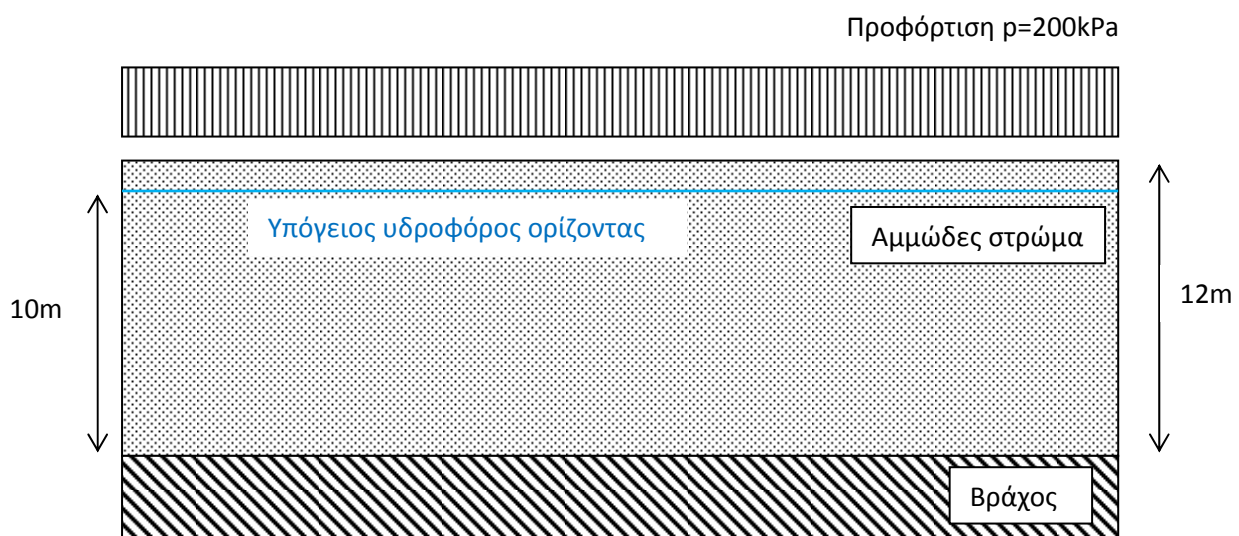 Προφόρτιση p=200kPa
Υπόγειος υδροφόρος ορίζοντας
Αμμώδες στρώμα
10m
12m
Βράχος